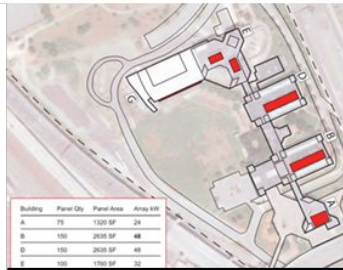 E
D
C
B
A
Building Panel Qty Panel Area Array kW
A 75 1320 SF 24
B 150 2635 SF 48
D 150 2635 SF 48
E 100 1760 SF 32